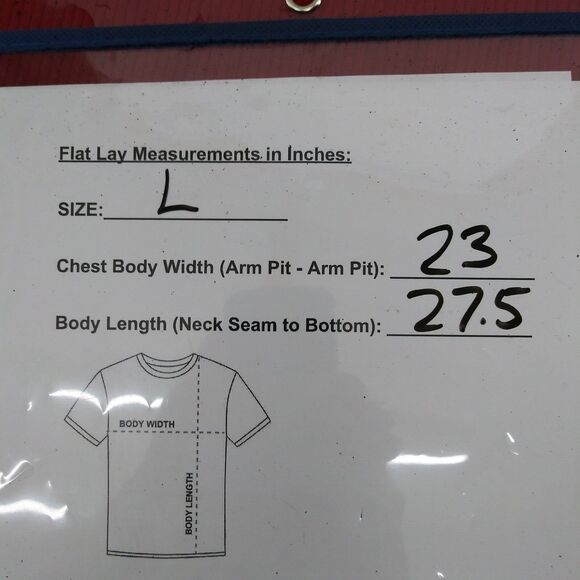 Flat Lay Measurements in Inches:
SIZE: L
Chest Body Width (Arm Pit - Arm Pit): 23
Body Length (Neck Seam to Bottom): 27.5
BODY WIDTH
BODY LENGTH